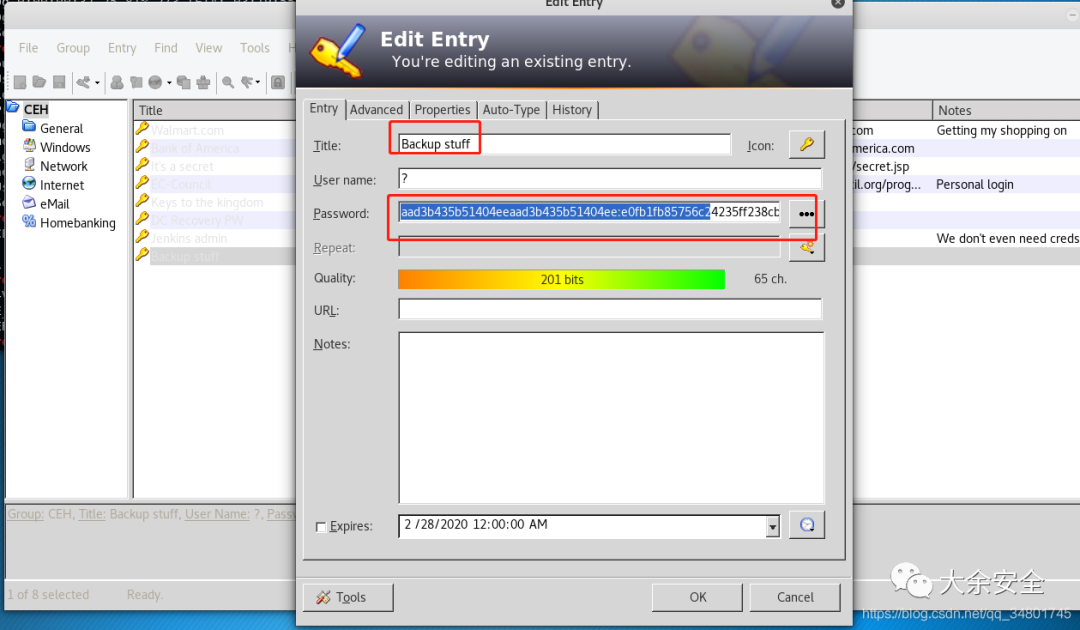 Edit Entry
File Group Entry Find View Tools
Edit Entry
You're editing an existing entry.
CEH
General
Windows
Network
Internet
eMail
Homebanking
Title
Notes
Walmart.com
com
Getting my shopping on
Bank of America
merica.com
It's a secret
/secret.jsp
EC-Council
il.org/prog...
Personal login
Keys to the kingdom
DC Recovery PW
Jenkins admin
We don't even need creds
Backup stuff
Entry Advanced Properties Auto-Type History
Title: Backup stuff Icon:
User name: ?
Password: aad3b435b51404eeaad3b435b51404ee:e0fb1fb85756c24235ff238cb
Repeat:
Quality: 201 bits 65 ch.
URL:
Notes:
Expires: 2 /28/2020 12:00:00 AM
Group: CEH, Title: Backup stuff, User Name: ?, Passw
1 of 8 selected Ready.
Tools OK Cancel
大余安全
https://blog.csdn.net/qq_34801745